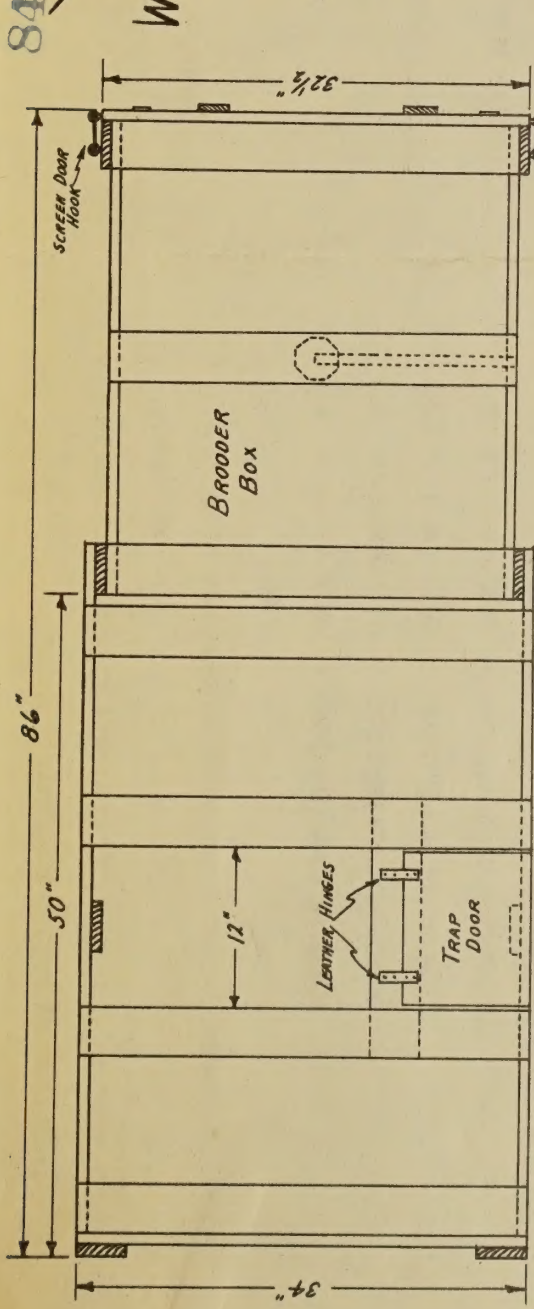 84
W
32½"
SCREEN DOOR
HOOK
86"
BROODER
BOX
50"
12"
LEATHER HINGES
TRAP
DOOR
34"